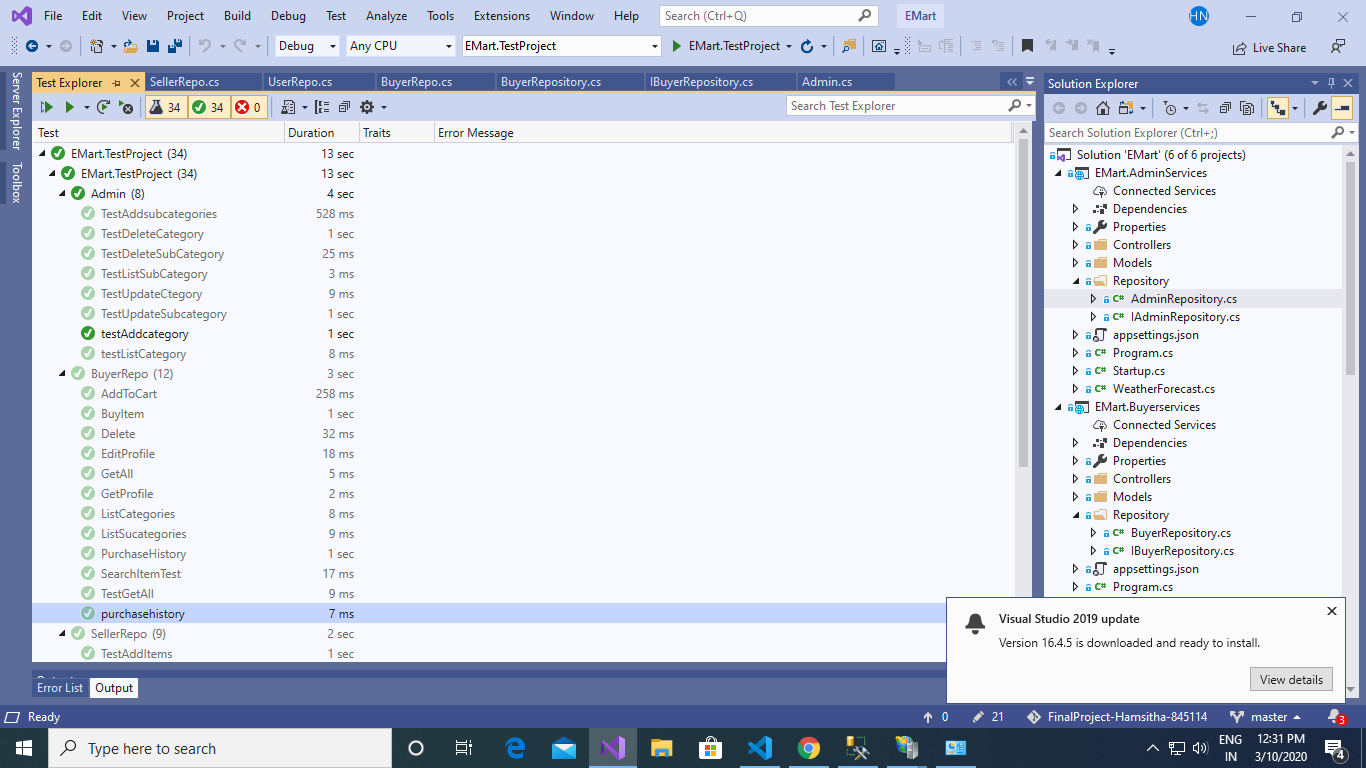 File Edit View Project Build Debug Test Analyze Tools Extensions Window Help Search (Ctrl+Q) EMart HN
Debug Any CPU EMart.TestProject EMart.TestProject Live Share
Server Explorer
Toolbox
Test Explorer SellerRepo.cs UserRepo.cs BuyerRepo.cs BuyerRepository.cs IBuyerRepository.cs Admin.cs
34 34 0 Search Test Explorer
Test Duration Traits Error Message
EMart.TestProject (34) 13 sec
EMart.TestProject (34) 13 sec
Admin (8) 4 sec
TestAddsubcategories 528 ms
TestDeleteCategory 1 sec
TestDeleteSubCategory 25 ms
TestListSubCategory 3 ms
TestUpdateCtegory 9 ms
TestUpdateSubcategory 1 sec
testAddcategory 1 sec
testListCategory 8 ms
BuyerRepo (12) 3 sec
AddToCart 258 ms
BuyItem 1 sec
Delete 32 ms
EditProfile 18 ms
GetAll 5 ms
GetProfile 2 ms
ListCategories 8 ms
ListSucategories 9 ms
PurchaseHistory 1 sec
SearchItemTest 17 ms
TestGetAll 9 ms
purchasehistory 7 ms
SellerRepo (9) 2 sec
TestAddItems 1 sec
Error List Output
Solution Explorer
Search Solution Explorer (Ctrl+;)
Solution 'EMart' (6 of 6 projects)
EMart.AdminServices
Connected Services
Dependencies
Properties
Controllers
Models
Repository
C# AdminRepository.cs
C# IAdminRepository.cs
appsettings.json
C# Program.cs
C# Startup.cs
C# WeatherForecast.cs
EMart.Buyerservices
Connected Services
Dependencies
Properties
Controllers
Models
Repository
C# BuyerRepository.cs
C# IBuyerRepository.cs
appsettings.json
C# Program.cs
Visual Studio 2019 update
Version 16.4.5 is downloaded and ready to install.
View details
Ready 0 21 FinalProject-Hamsitha-845114 master 3
Type here to search
ENG
IN
12:31 PM
3/10/2020
4